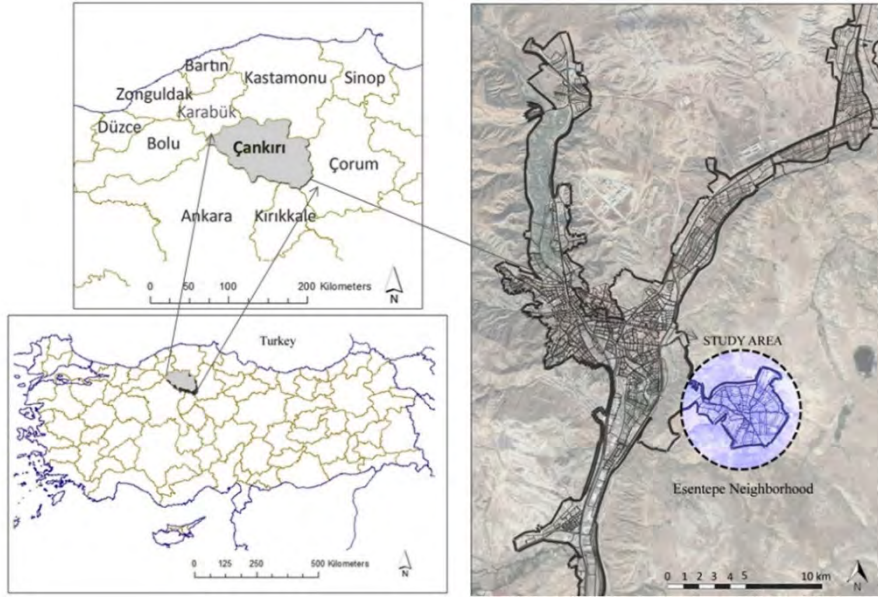 Bartın
Kastamonu
Sinop
Zonguldak
Karabük
Düzce
Bolu
Çankırı
Çorum
Ankara
Kırıkkale
0 50 100 200 Kilometers
N
Turkey
0 125 250 500 Kilometers
N
STUDY AREA
Esentepe Neighborhood
0 1 2 3 4 5 10 km
N